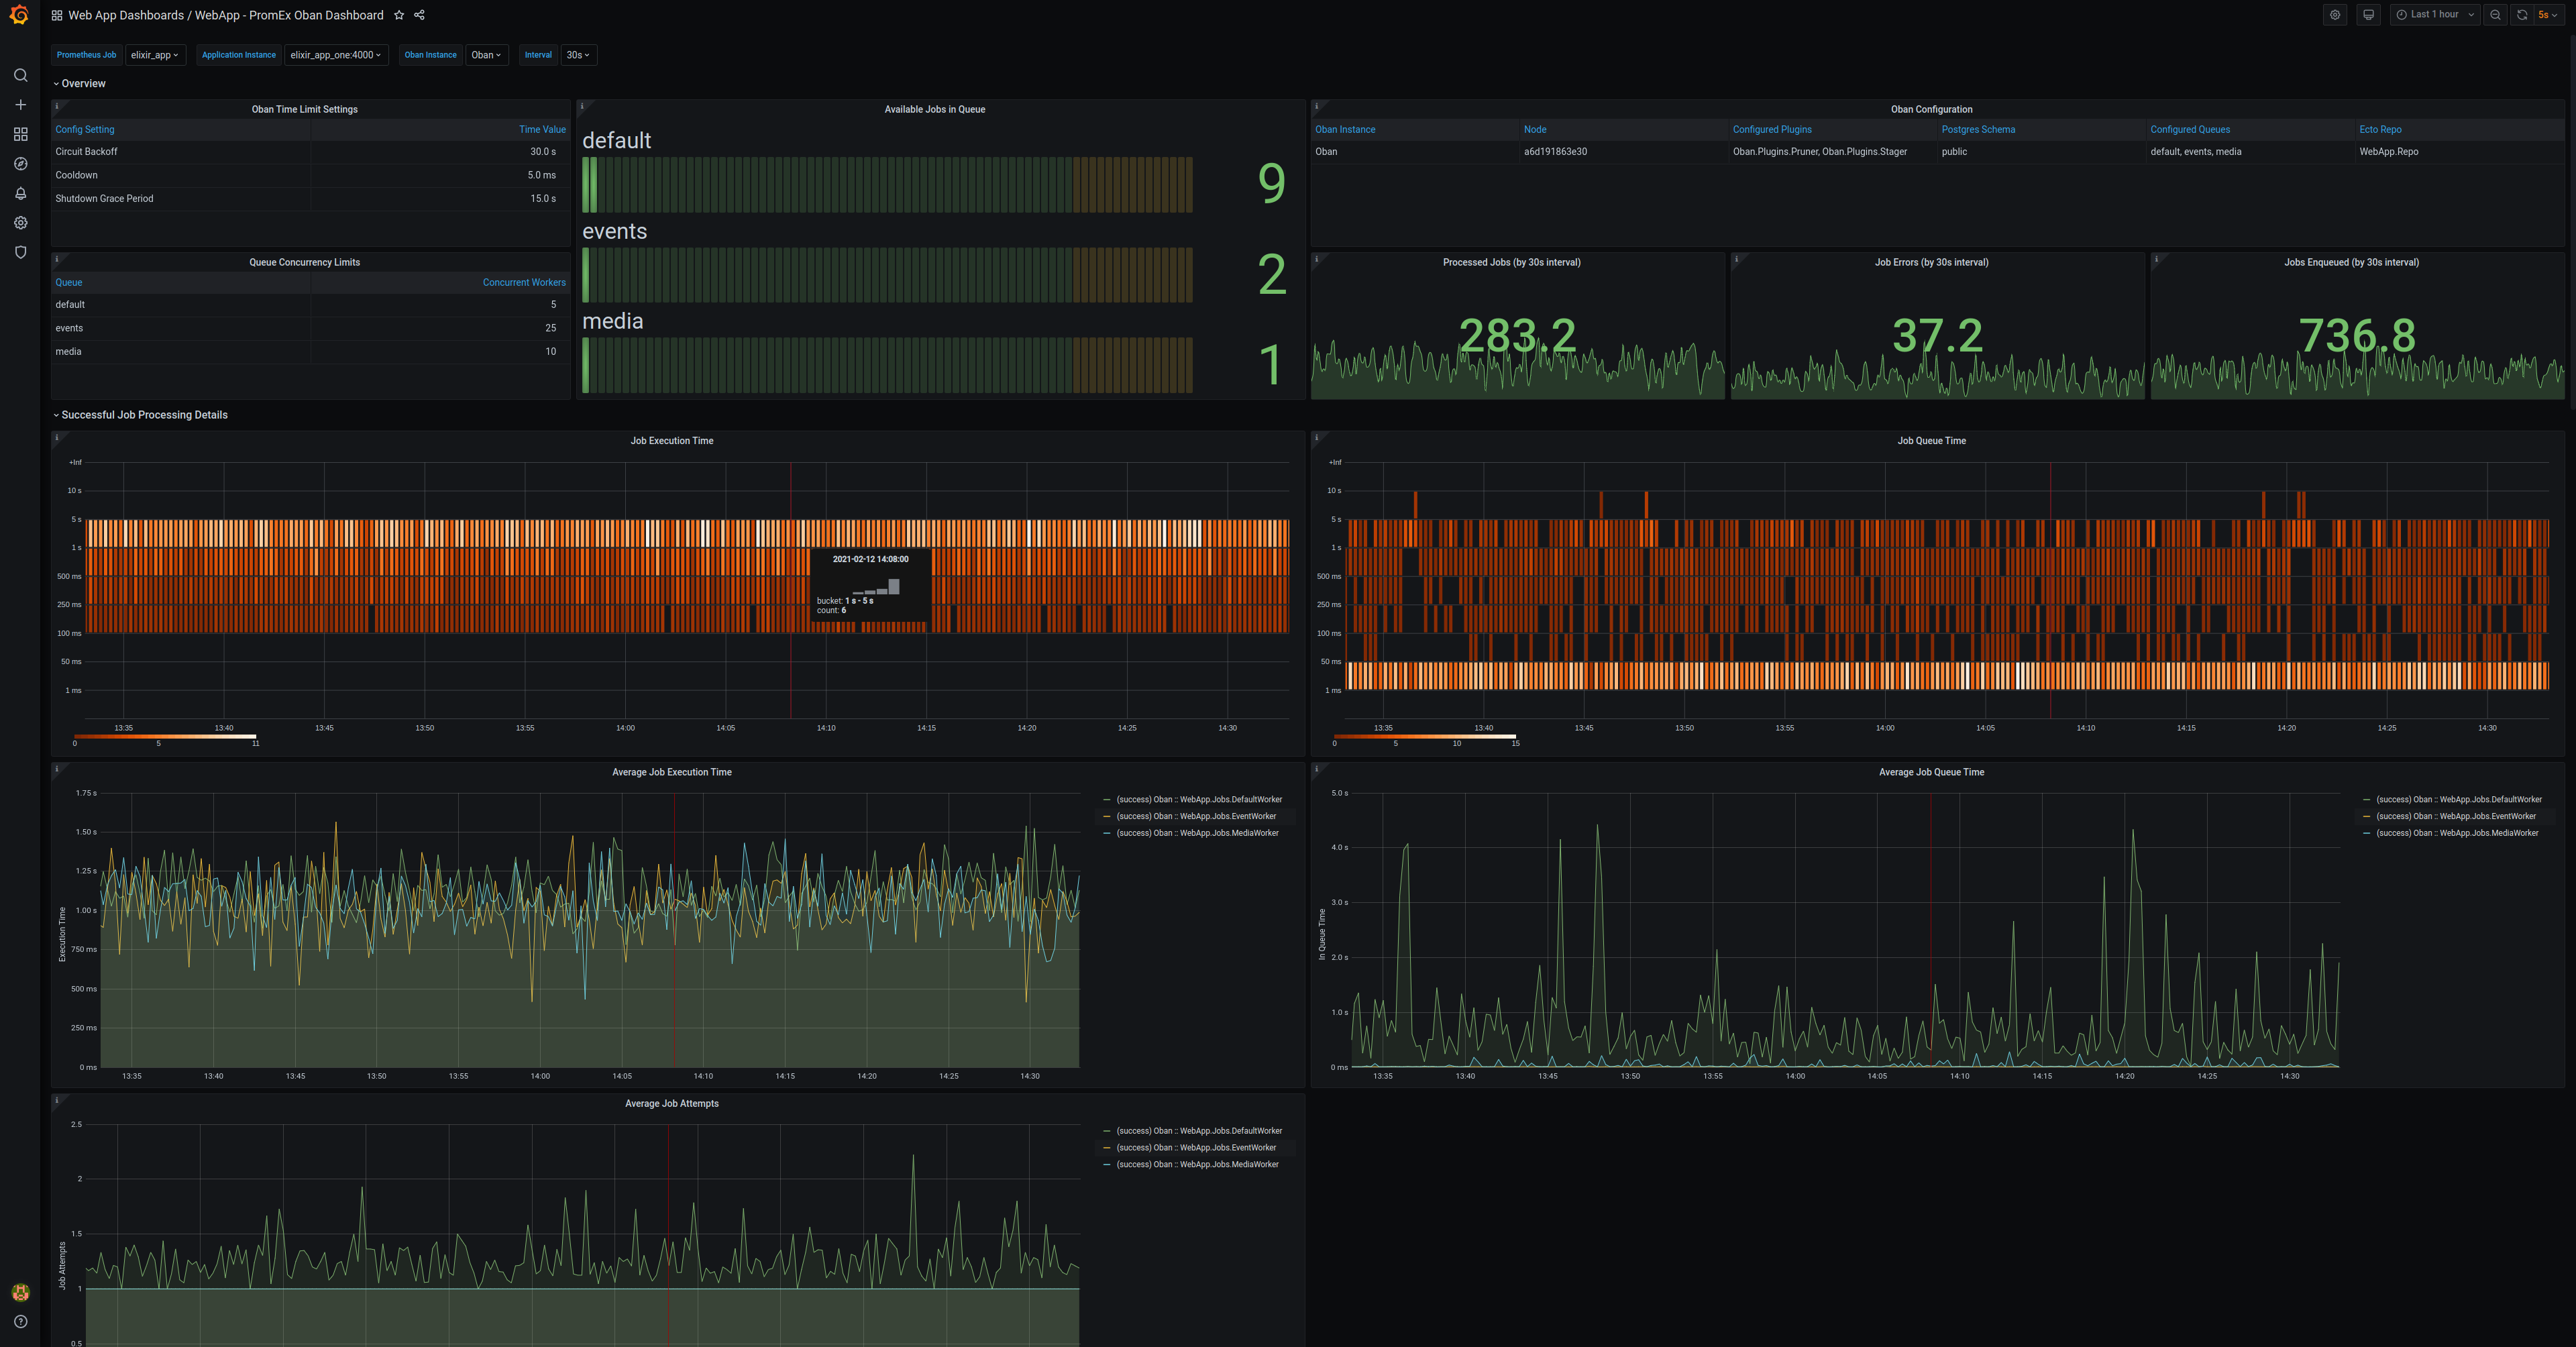 Web App Dashboards / WebApp - PromEx Oban Dashboard
Last 1 hour
5s
Prometheus Job elixir_app Application Instance elixir_app_one:4000 Oban Instance Oban Interval 30s
Overview
Oban Time Limit Settings
Config Setting Time Value
Circuit Backoff 30.0 s
Cooldown 5.0 ms
Shutdown Grace Period 15.0 s
Queue Concurrency Limits
Queue Concurrent Workers
default 5
events 25
media 10
Available Jobs in Queue
default
9
events
2
media
1
Oban Configuration
Oban Instance Node Configured Plugins Postgres Schema Configured Queues Ecto Repo
Oban a6d191863e30 Oban.Plugins.Pruner, Oban.Plugins.Stager public default, events, media WebApp.Repo
Processed Jobs (by 30s interval)
283.2
Job Errors (by 30s interval)
37.2
Jobs Enqueued (by 30s interval)
736.8
Successful Job Processing Details
Job Execution Time
+Inf
10 s
5 s
1 s
500 ms
250 ms
100 ms
50 ms
1 ms
2021-02-12 14:08:00
bucket: 1 s - 5 s
count: 6
13:35 13:40 13:45 13:50 13:55 14:00 14:05 14:10 14:15 14:20 14:25 14:30
0 5 11
Job Queue Time
+Inf
10 s
5 s
1 s
500 ms
250 ms
100 ms
50 ms
1 ms
13:35 13:40 13:45 13:50 13:55 14:00 14:05 14:10 14:15 14:20 14:25 14:30
0 5 10 15
Average Job Execution Time
Execution Time
1.75 s
1.50 s
1.25 s
1.00 s
750 ms
500 ms
250 ms
0 ms
13:35 13:40 13:45 13:50 13:55 14:00 14:05 14:10 14:15 14:20 14:25 14:30
(success) Oban :: WebApp.Jobs.DefaultWorker
(success) Oban :: WebApp.Jobs.EventWorker
(success) Oban :: WebApp.Jobs.MediaWorker
Average Job Queue Time
In Queue Time
5.0 s
4.0 s
3.0 s
2.0 s
1.0 s
0 ms
13:35 13:40 13:45 13:50 13:55 14:00 14:05 14:10 14:15 14:20 14:25 14:30
(success) Oban :: WebApp.Jobs.DefaultWorker
(success) Oban :: WebApp.Jobs.EventWorker
(success) Oban :: WebApp.Jobs.MediaWorker
Average Job Attempts
Job Attempts
2.5
2
1.5
1
0.5
(success) Oban :: WebApp.Jobs.DefaultWorker
(success) Oban :: WebApp.Jobs.EventWorker
(success) Oban :: WebApp.Jobs.MediaWorker